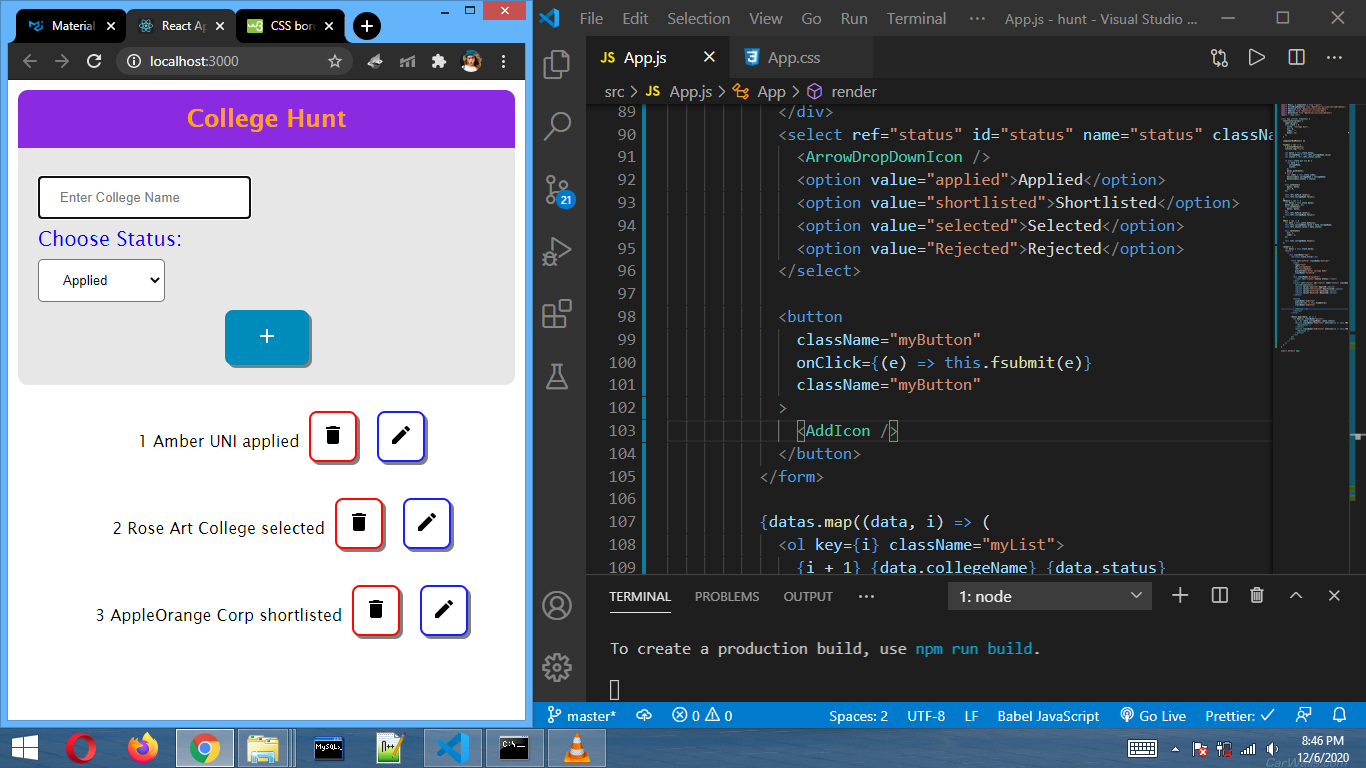 Material
React Ap
CSS bor
localhost:3000
College Hunt
Enter College Name
Choose Status:
Applied
+
1 Amber UNI applied
2 Rose Art College selected
3 AppleOrange Corp shortlisted
File Edit Selection View Go Run Terminal ··· App.js - hunt - Visual Studio ...
JS App.js
App.css
src > JS App.js > App > render
89 </div>
90 <select ref="status" id="status" name="status" classNa
91 <ArrowDropDownIcon />
92 <option value="applied">Applied</option>
93 <option value="shortlisted">Shortlisted</option>
94 <option value="selected">Selected</option>
95 <option value="Rejected">Rejected</option>
96 </select>
97
98 <button
99 className="myButton"
100 onClick={(e) => this.fsubmit(e)}
101 className="myButton"
102 >
103 <AddIcon />
104 </button>
105 </form>
106
107 {datas.map((data, i) => (
108 <ol key={i} className="myList">
109 {i + 1} {data.collegeName} {data.status}
21
TERMINAL PROBLEMS OUTPUT ··· 1: node
To create a production build, use npm run build.
master* 0 0 Spaces: 2 UTF-8 LF Babel JavaScript Go Live Prettier: ✓
MySQL
C:\
8:46 PM
12/6/2020